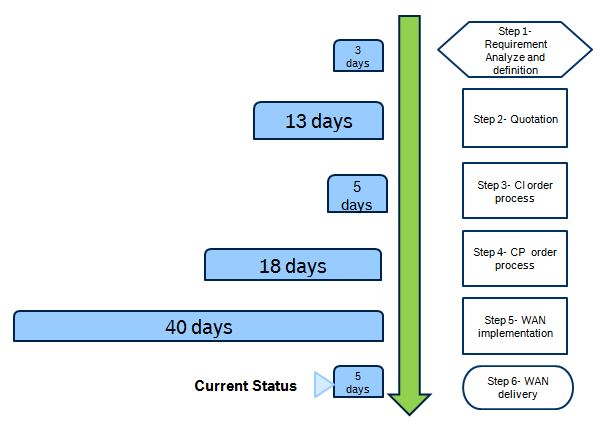 3
days
Step 1-
Requirement
Analyze and
definition
13 days
Step 2- Quotation
5
days
Step 3- CI order
process
18 days
Step 4- CP order
process
40 days
Step 5- WAN
implementation
Current Status
5
days
Step 6- WAN
delivery